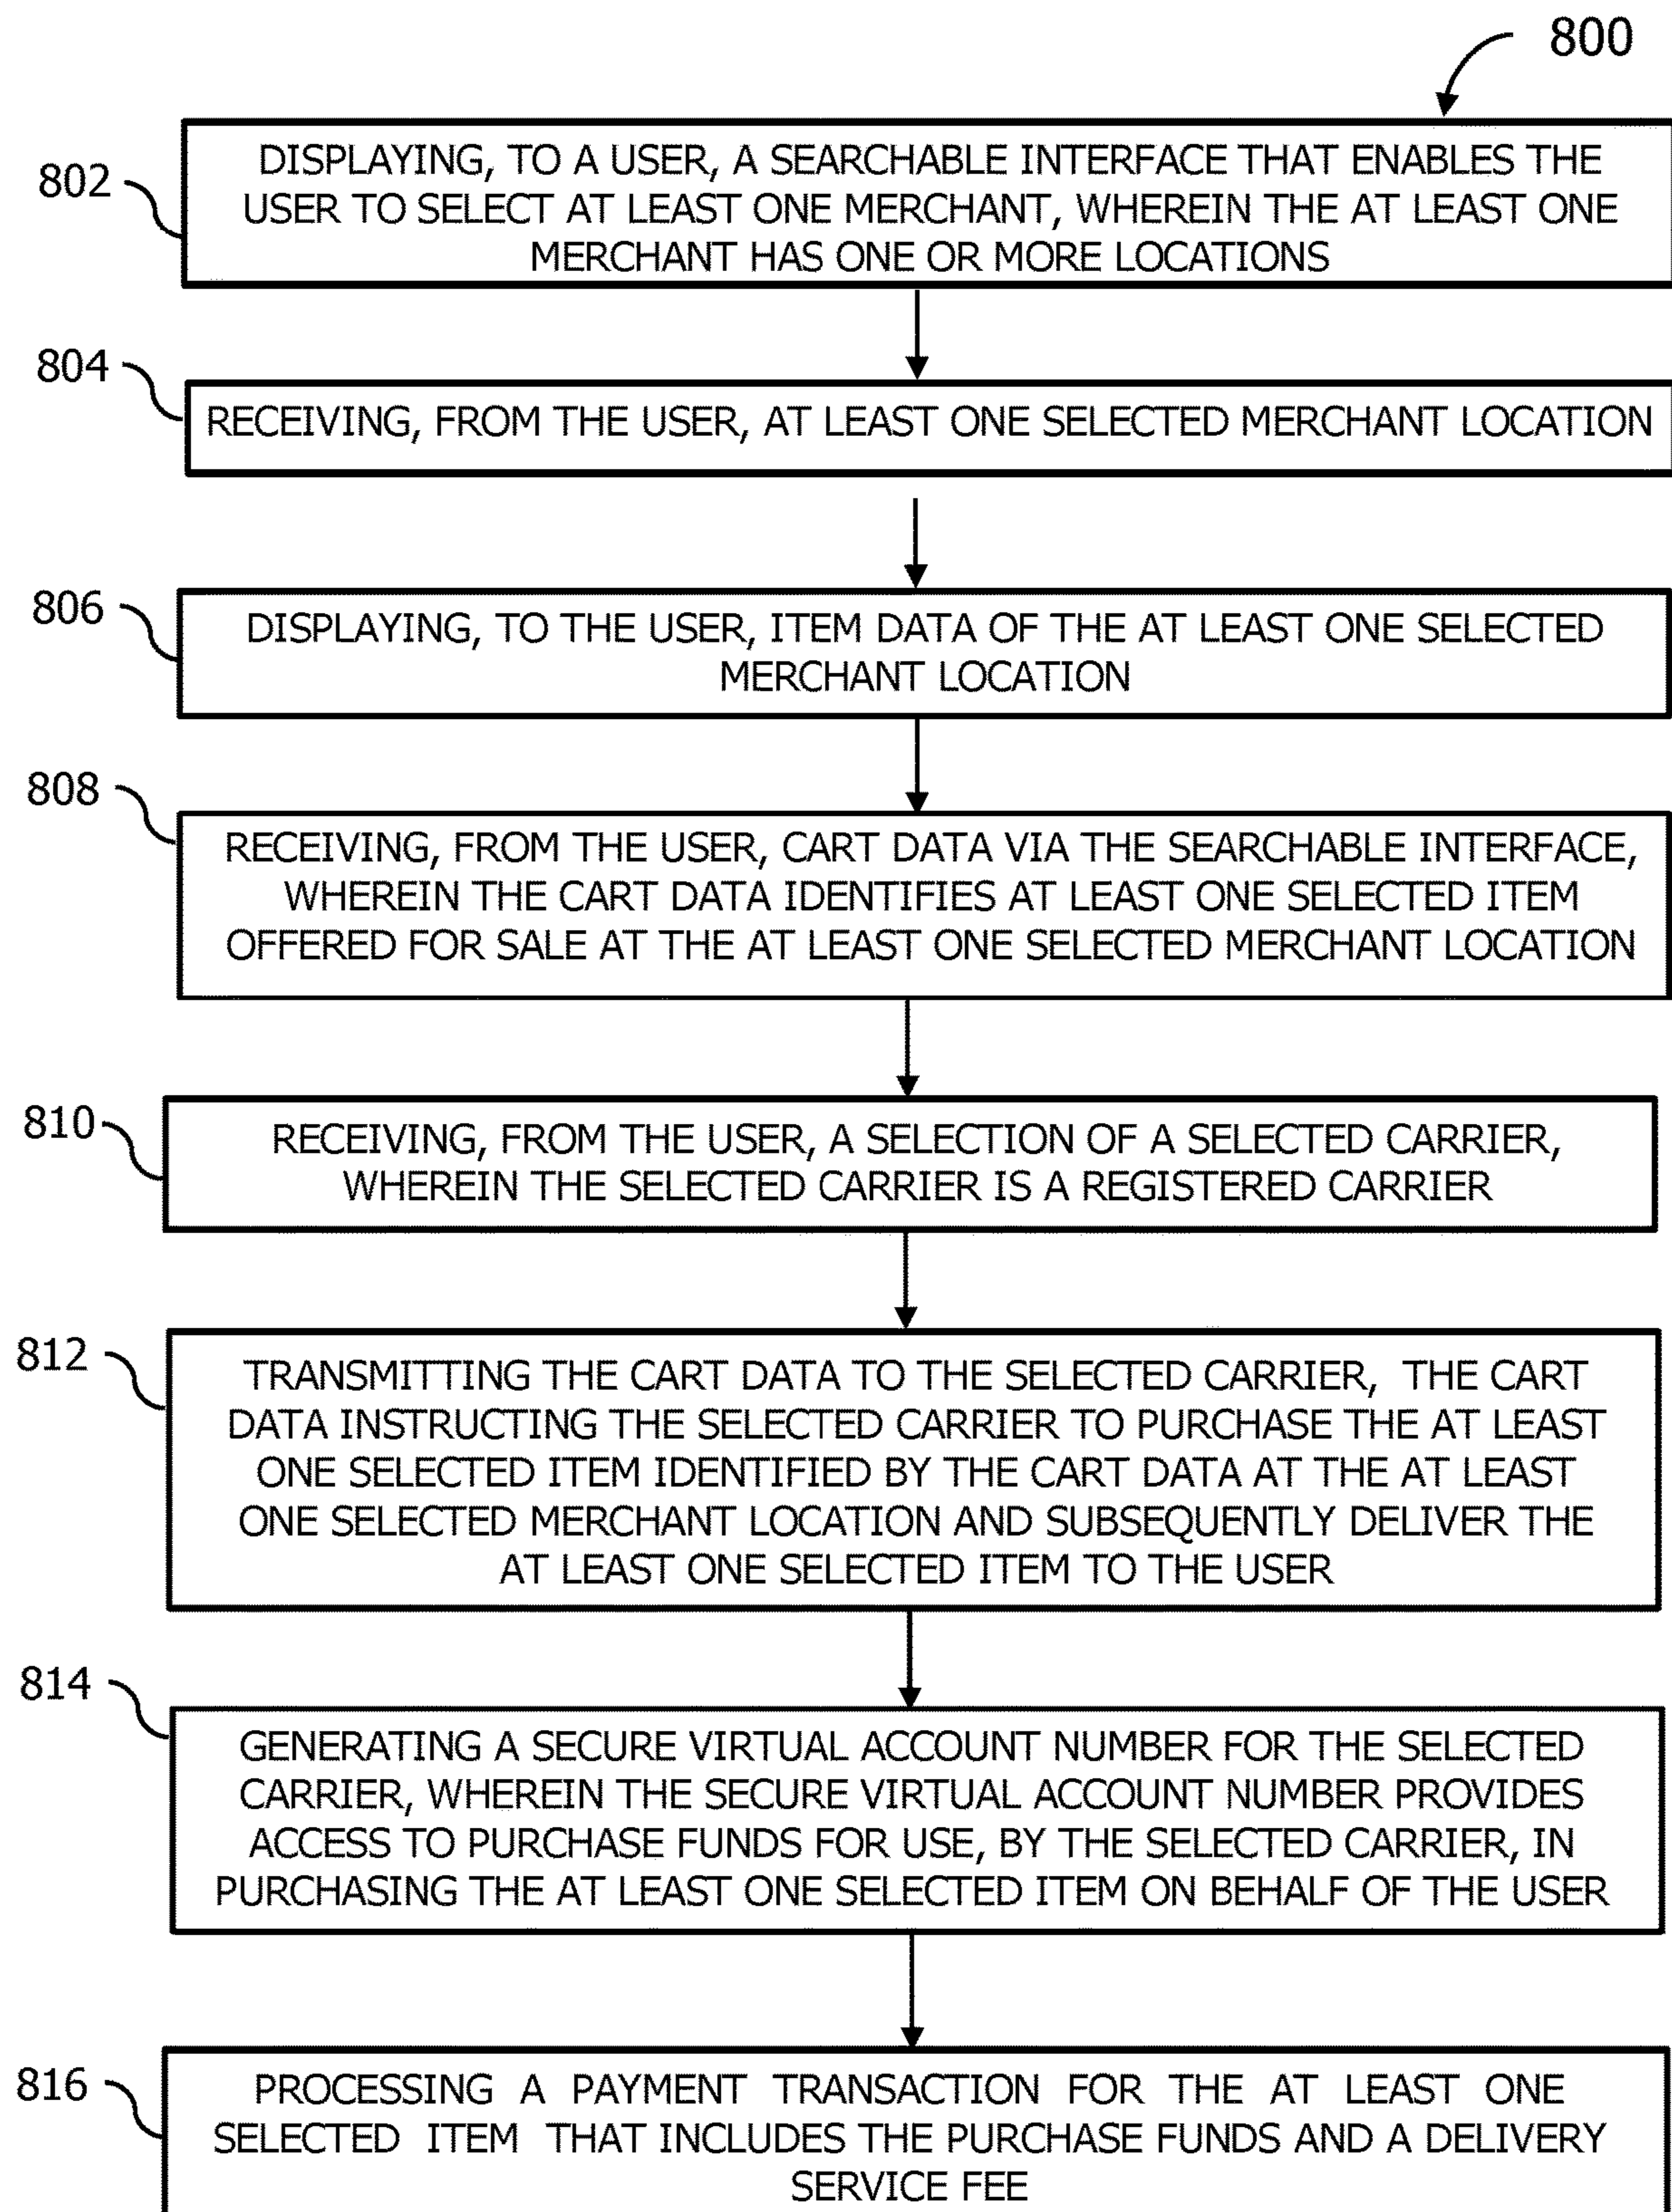 800
802
DISPLAYING, TO A USER, A SEARCHABLE INTERFACE THAT ENABLES THE
USER TO SELECT AT LEAST ONE MERCHANT, WHEREIN THE AT LEAST ONE
MERCHANT HAS ONE OR MORE LOCATIONS
804
RECEIVING, FROM THE USER, AT LEAST ONE SELECTED MERCHANT LOCATION
806
DISPLAYING, TO THE USER, ITEM DATA OF THE AT LEAST ONE SELECTED
MERCHANT LOCATION
808
RECEIVING, FROM THE USER, CART DATA VIA THE SEARCHABLE INTERFACE,
WHEREIN THE CART DATA IDENTIFIES AT LEAST ONE SELECTED ITEM
OFFERED FOR SALE AT THE AT LEAST ONE SELECTED MERCHANT LOCATION
810
RECEIVING, FROM THE USER, A SELECTION OF A SELECTED CARRIER,
WHEREIN THE SELECTED CARRIER IS A REGISTERED CARRIER
812
TRANSMITTING THE CART DATA TO THE SELECTED CARRIER, THE CART
DATA INSTRUCTING THE SELECTED CARRIER TO PURCHASE THE AT LEAST
ONE SELECTED ITEM IDENTIFIED BY THE CART DATA AT THE AT LEAST
ONE SELECTED MERCHANT LOCATION AND SUBSEQUENTLY DELIVER THE
AT LEAST ONE SELECTED ITEM TO THE USER
814
GENERATING A SECURE VIRTUAL ACCOUNT NUMBER FOR THE SELECTED
CARRIER, WHEREIN THE SECURE VIRTUAL ACCOUNT NUMBER PROVIDES
ACCESS TO PURCHASE FUNDS FOR USE, BY THE SELECTED CARRIER, IN
PURCHASING THE AT LEAST ONE SELECTED ITEM ON BEHALF OF THE USER
816
PROCESSING A PAYMENT TRANSACTION FOR THE AT LEAST ONE
SELECTED ITEM THAT INCLUDES THE PURCHASE FUNDS AND A DELIVERY
SERVICE FEE